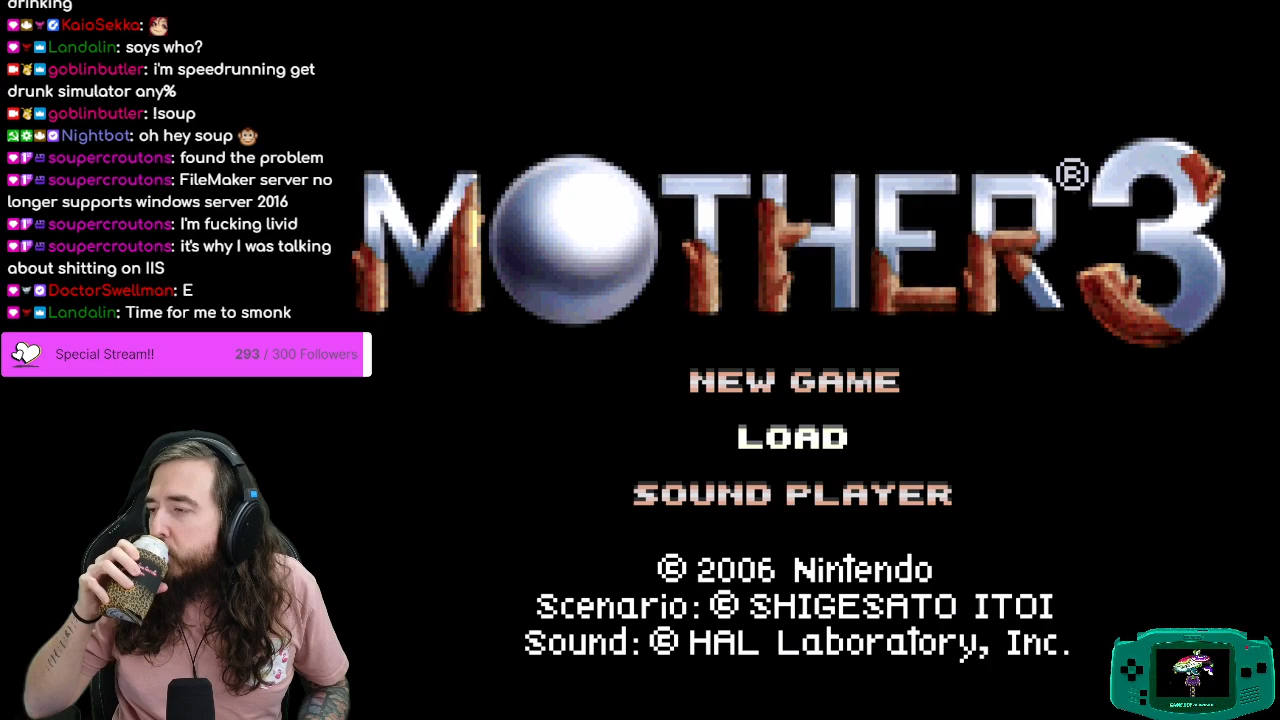 drinking
KaioSekka:
Landalin: says who?
goblinbutler: i'm speedrunning get
drunk simulator any%
goblinbutler: !soup
Nightbot: oh hey soup
soupercroutons: found the problem
soupercroutons: FileMaker server no
longer supports windows server 2016
soupercroutons: I'm fucking livid
soupercroutons: it's why I was talking
about shitting on IIS
DoctorSwellman: E
Landalin: Time for me to smonk
Special Stream!! 293 / 300 Followers
MOTHER® 3
NEW GAME
LOAD
SOUND PLAYER
© 2006 Nintendo
Scenario: © SHIGESATO ITOI
Sound: © HAL Laboratory, Inc.